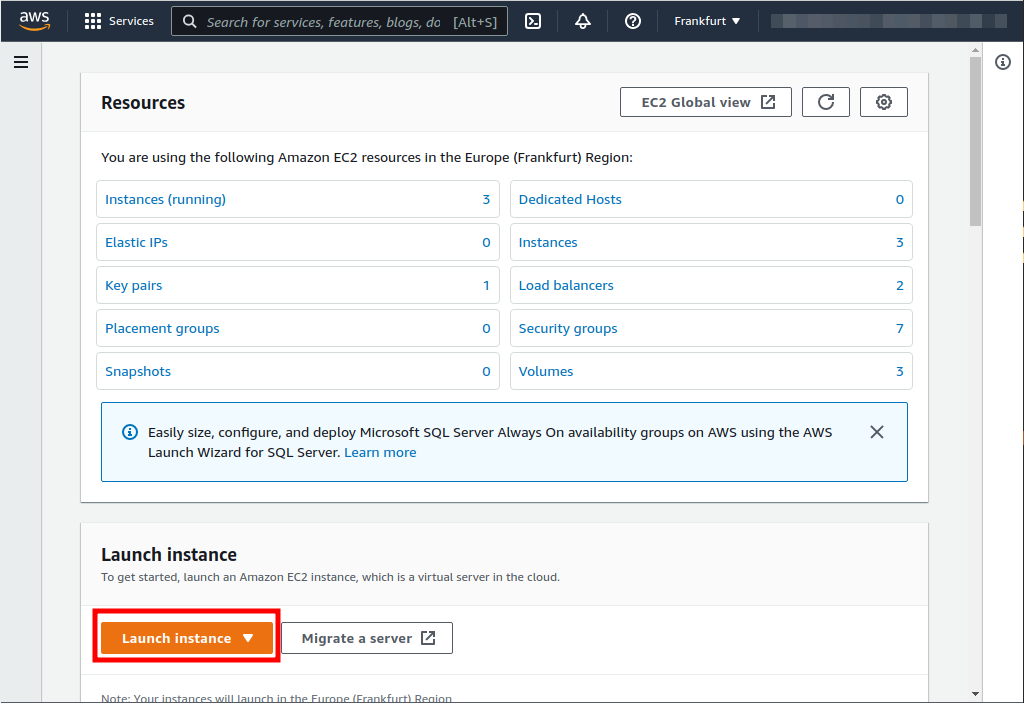 aws
Services
Search for services, features, blogs, do
[Alt+S]
Frankfurt
Resources
EC2 Global view
You are using the following Amazon EC2 resources in the Europe (Frankfurt) Region:
Instances (running) 3
Dedicated Hosts 0
Elastic IPs 0
Instances 3
Key pairs 1
Load balancers 2
Placement groups 0
Security groups 7
Snapshots 0
Volumes 3
Easily size, configure, and deploy Microsoft SQL Server Always On availability groups on AWS using the AWS
Launch Wizard for SQL Server. Learn more
Launch instance
To get started, launch an Amazon EC2 instance, which is a virtual server in the cloud.
Launch instance
Migrate a server
Note: Your instances will launch in the Europe (Frankfurt) Region